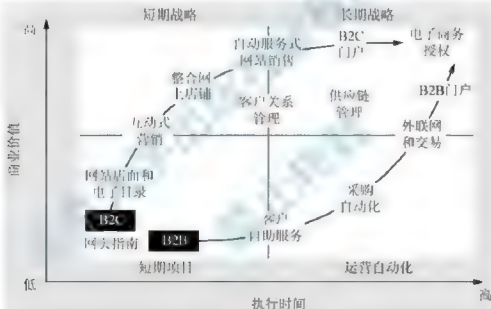 短期战略
长期战略
高
自动服务式
网站销售
B2C
门户
电子商务
授权
整合网
上店铺
B2B门户
客户关系
管理
供应链
管理
互动式
营销
外联网
和交易
商业价值
网站店面和
电子目录
采购
自动化
B2C
客户
自助服务
网关指南
B2B
低
短期项目
运营自动化
高
执行时间